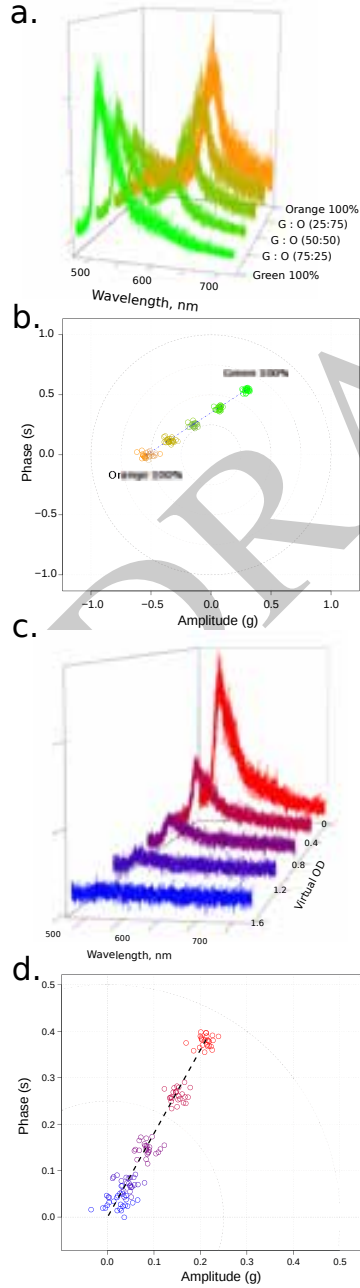 a.
Orange 100%
G : O (25:75)
G : O (50:50)
G : O (75:25)
Green 100%
500
600
700
Wavelength, nm
b.
1.0
0.5
0.0
−0.5
−1.0
Phase (s)
Green 100%
Orange 100%
−1.0
−0.5
0.0
0.5
1.0
Amplitude (g)
DRA
c.
0
0.4
0.8
1.2
1.6
Virtual OD
500
600
700
Wavelength, nm
d.
0.5
0.4
0.3
0.2
0.1
0.0
Phase (s)
0.0
0.1
0.2
0.3
0.4
0.5
Amplitude (g)